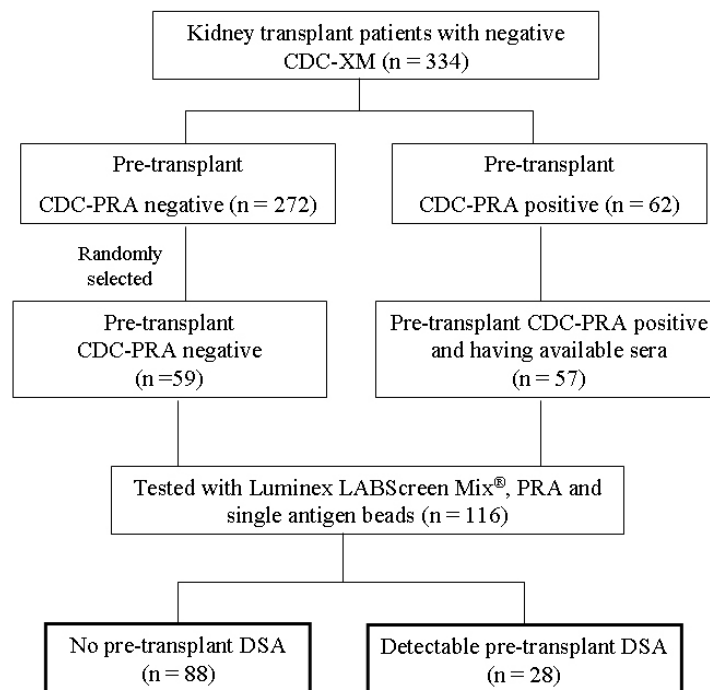 Kidney transplant patients with negative
CDC-XM (n = 334)
Pre-transplant
CDC-PRA negative (n = 272)
Pre-transplant
CDC-PRA positive (n = 62)
Randomly
selected
Pre-transplant
CDC-PRA negative
(n =59)
Pre-transplant CDC-PRA positive
and having available sera
(n = 57)
Tested with Luminex LABScreen Mix®, PRA and
single antigen beads (n = 116)
No pre-transplant DSA
(n = 88)
Detectable pre-transplant DSA
(n = 28)